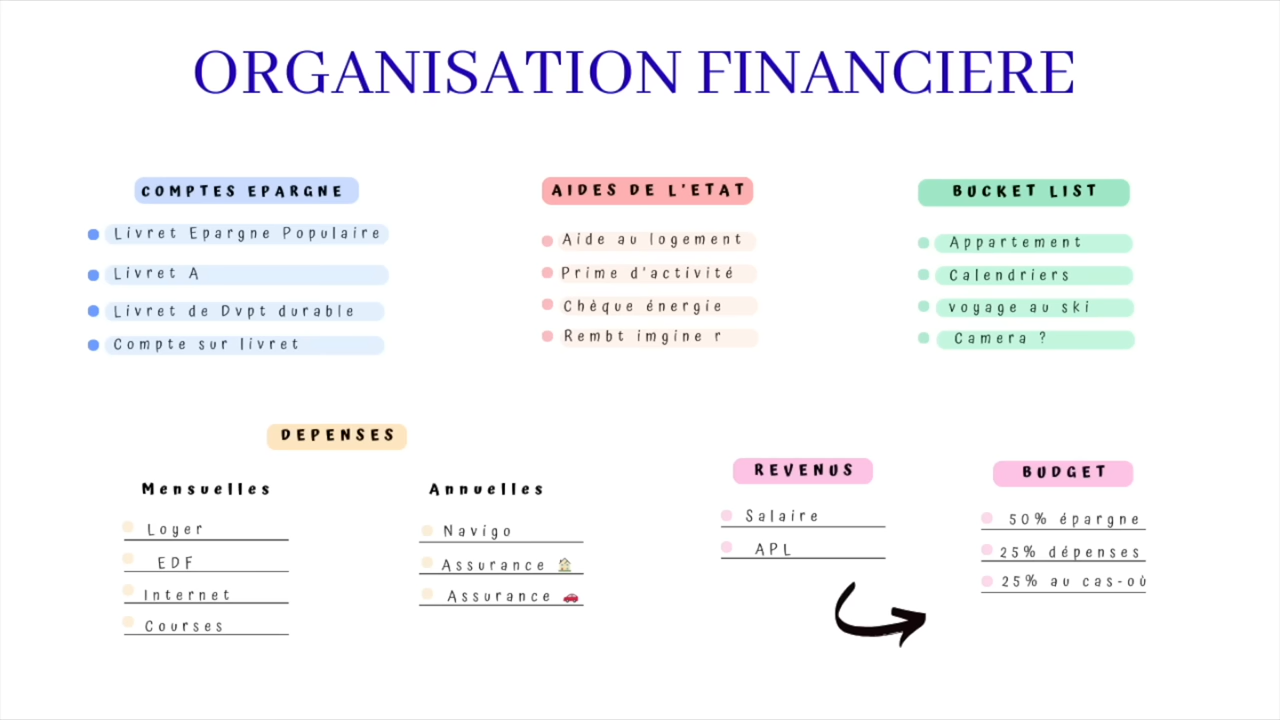 ORGANISATION FINANCIERE
COMPTES EPARGNE
Livret Epargne Populaire
Livret A
Livret de Dvpt durable
Compte sur livret
AIDES DE L'ETAT
Aide au logement
Prime d'activité
Chèque énergie
Rembt imgine r
BUCKET LIST
Appartement
Calendriers
voyage au ski
Camera ?
DEPENSES
Mensuelles
Loyer
EDF
Internet
Courses
Annuelles
Navigo
Assurance 🏠
Assurance 🚗
REVENUS
Salaire
APL
BUDGET
50% épargne
25% dépenses
25% au cas-où